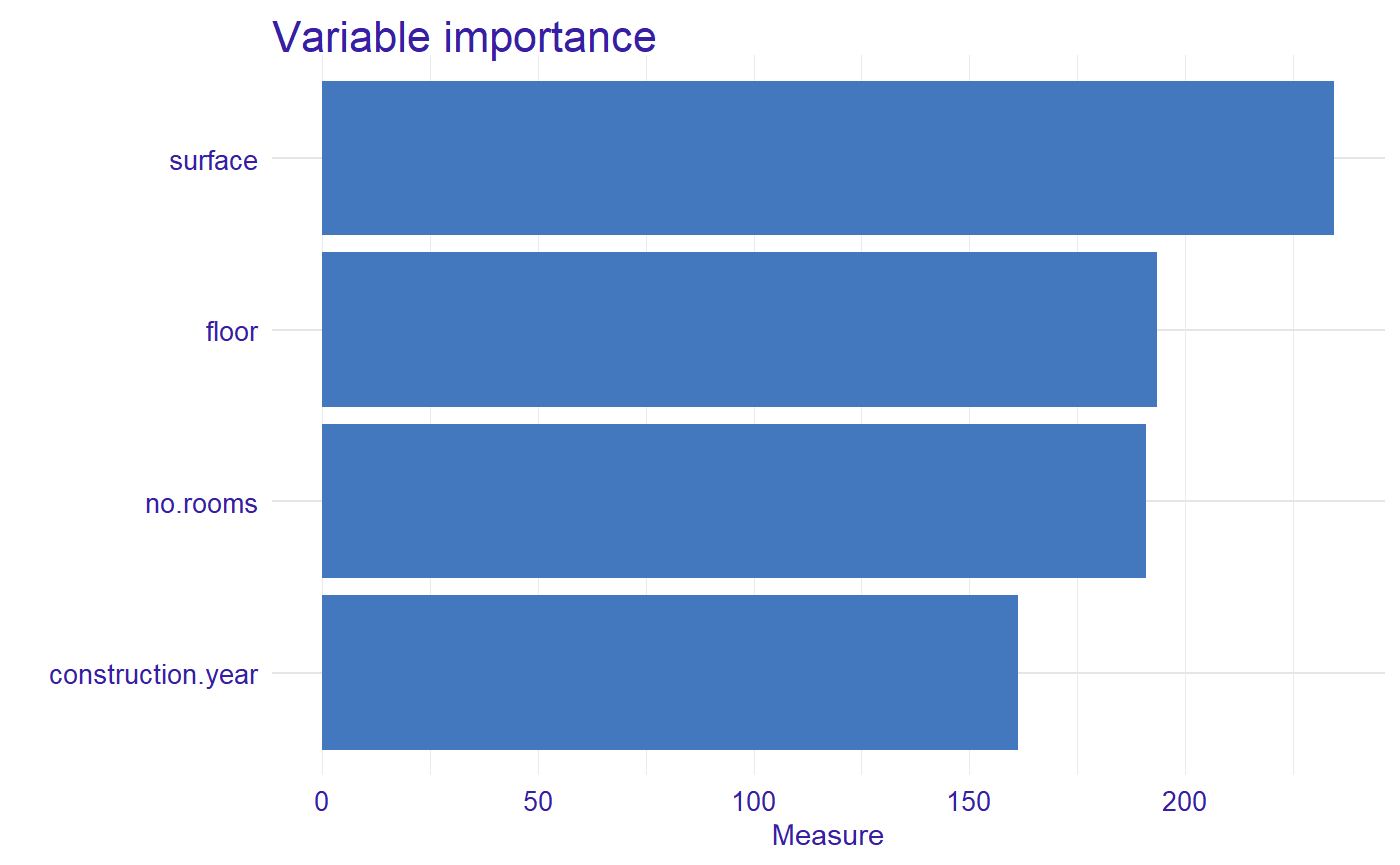 Variable importance
surface
floor
no.rooms
construction.year
0 50 100 150 200
Measure